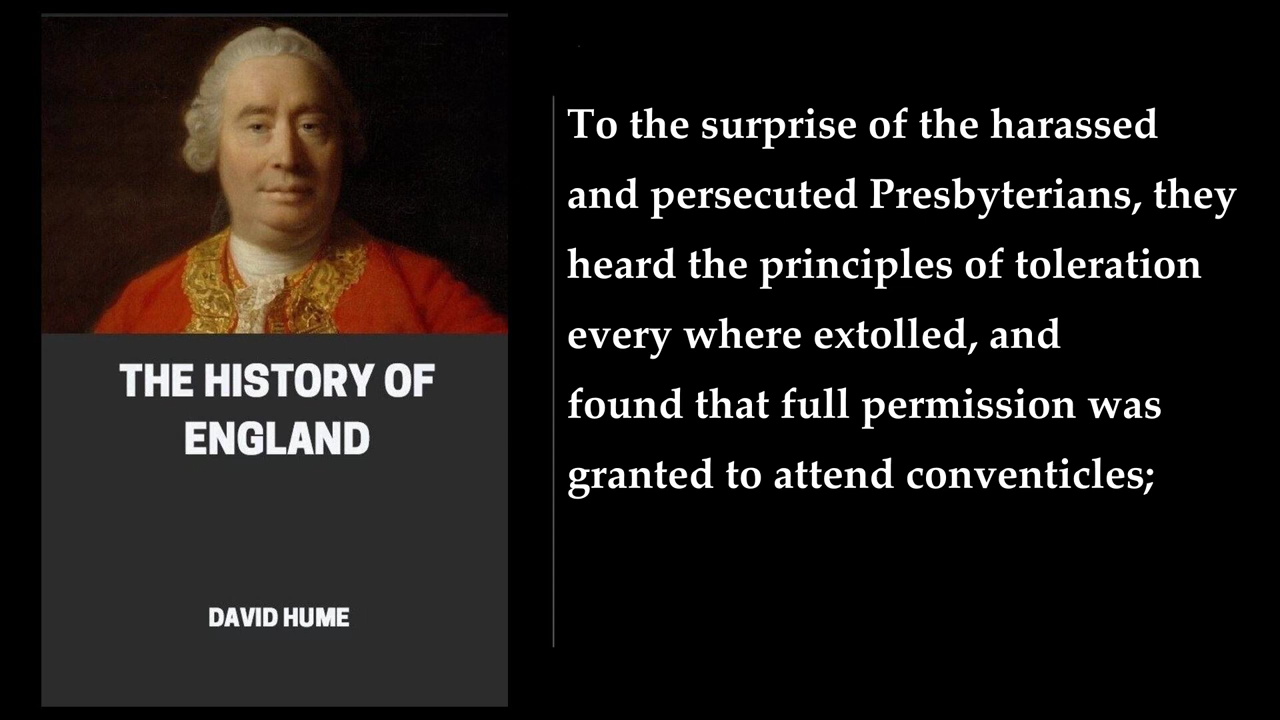 THE HISTORY OF
ENGLAND
DAVID HUME
To the surprise of the harassed
and persecuted Presbyterians, they
heard the principles of toleration
every where extolled, and
found that full permission was
granted to attend conventicles;